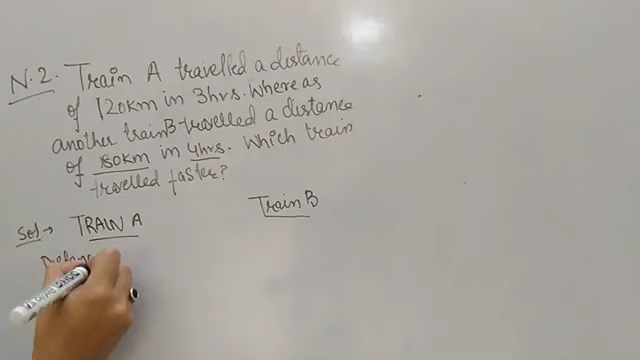 N.2. Train A travelled a distance
of 120km in 3hrs. Where as
another train B travelled a distance
of 180km in 4hrs. Which train
travelled faster?
Sol → TRAIN A
Train B